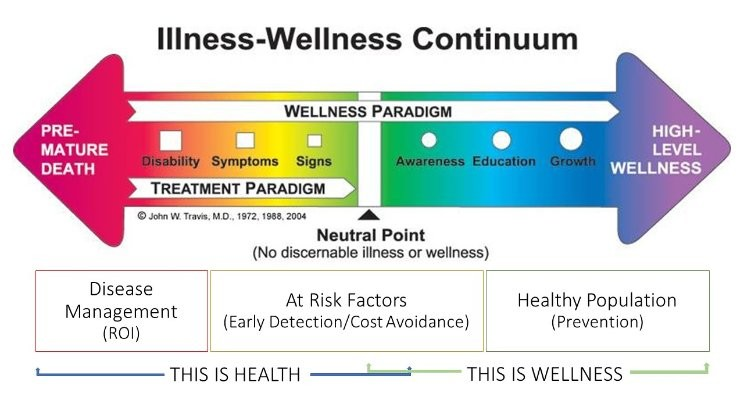 Illness-Wellness Continuum
WELLNESS PARADIGM
PRE-
MATURE
DEATH
HIGH-
LEVEL
WELLNESS
Disability Symptoms Signs Awareness Education Growth
TREATMENT PARADIGM
© John W. Travis, M.D., 1972, 1988, 2004
Neutral Point
(No discernable illness or wellness)
Disease
Management
(ROI)
At Risk Factors
(Early Detection/Cost Avoidance)
Healthy Population
(Prevention)
THIS IS HEALTH
THIS IS WELLNESS